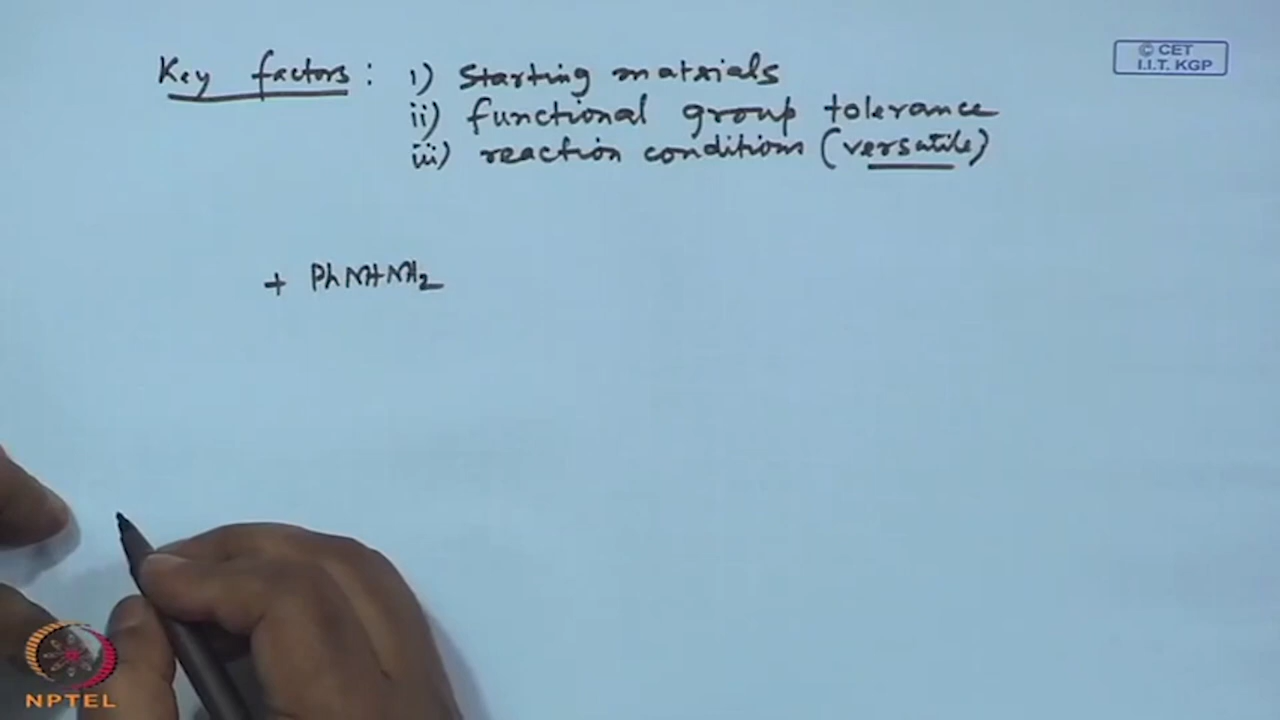 Key factors : i) Starting materials
ii) functional group tolerance
iii) reaction conditions (versatile)
+ PhNHNH2
© CET
I.I.T. KGP
NPTEL